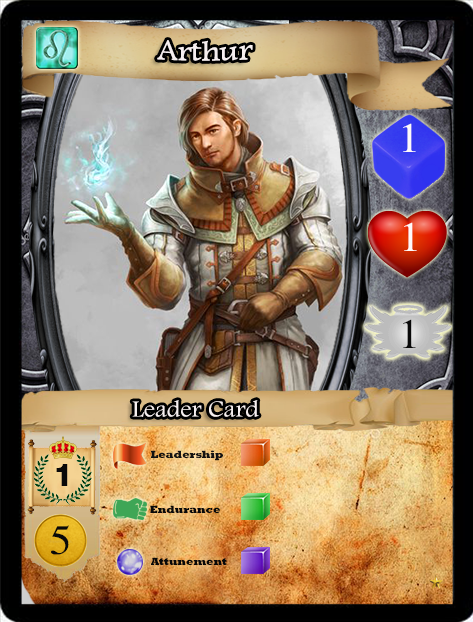 Arthur
1
1
1
Leader Card
1
Leadership
Endurance
5
Attunement